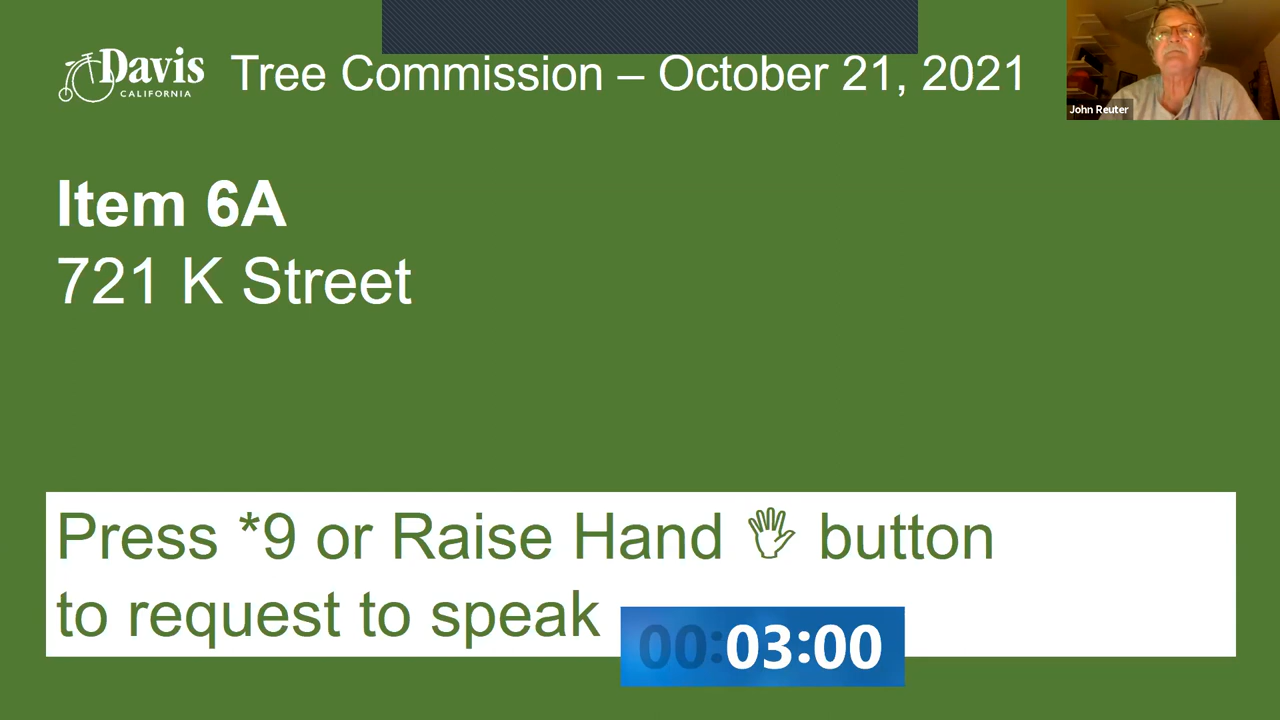 Davis
CALIFORNIA
Tree Commission – October 21, 2021
John Reuter
Item 6A
721 K Street
Press *9 or Raise Hand button
to request to speak
00:03:00